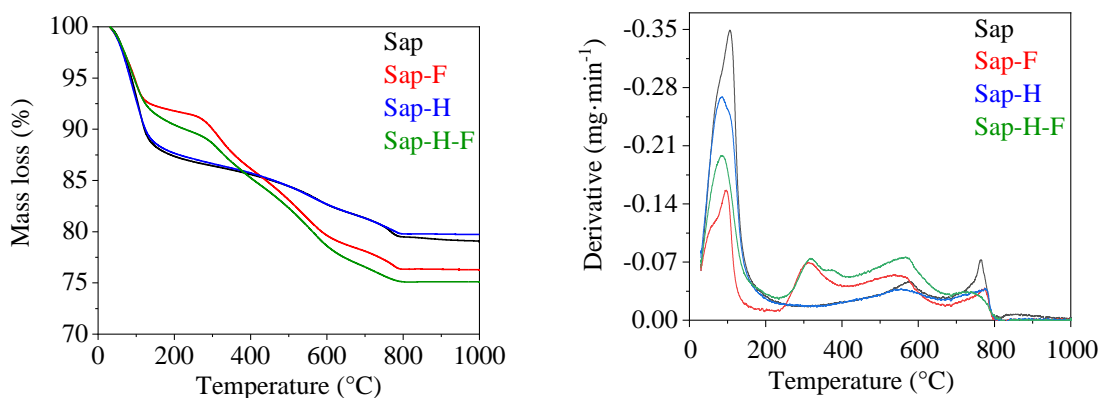 100
95
90
85
80
75
70
0
200
400
600
800
1000
Mass loss (%)
Temperature (°C)
Sap
Sap-F
Sap-H
Sap-H-F
-0.35
-0.28
-0.21
-0.14
-0.07
0.00
0
200
400
600
800
1000
Derivative (mg·min⁻¹)
Temperature (°C)
Sap
Sap-F
Sap-H
Sap-H-F